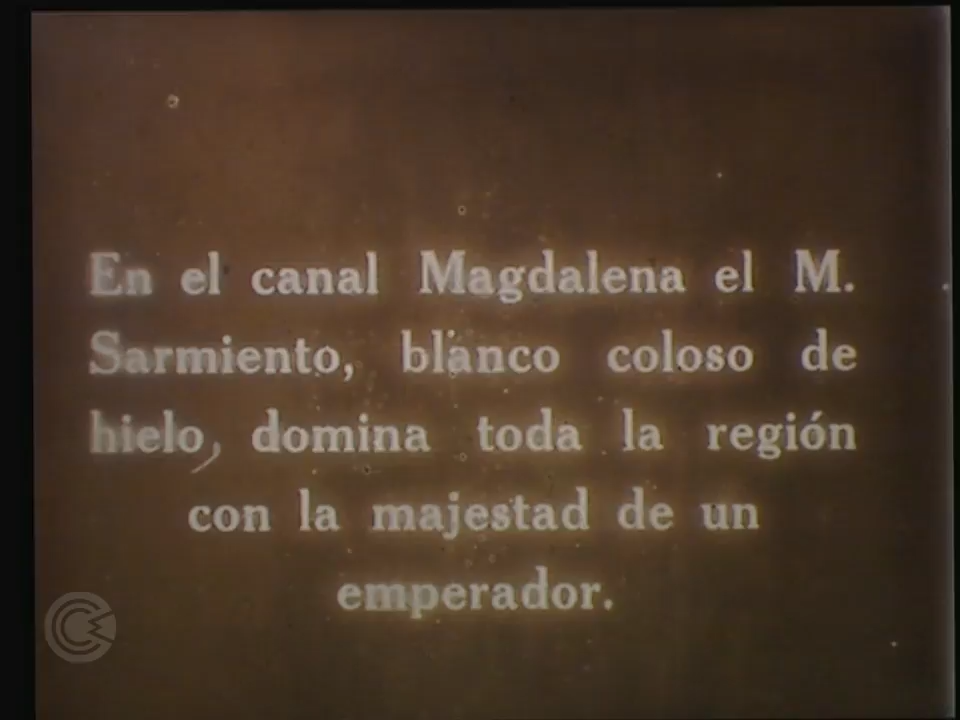 En el canal Magdalena el M.
Sarmiento, blanco coloso de
hielo, domina toda la región
con la majestad de un
emperador.